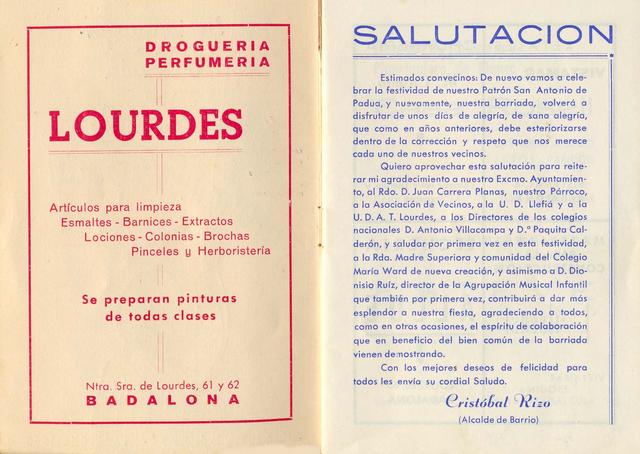 DROGUERIA
PERFUMERIA
LOURDES
Artículos para limpieza
Esmaltes - Barnices - Extractos
Lociones - Colonias - Brochas
Pinceles y Herboristería
Se preparan pinturas
de todas clases
Ntra. Sra. de Lourdes, 61 y 62
BADALONA
SALUTACION
Estimados convecinos: De nuevo vamos a cele-
brar la festividad de nuestro Patrón San Antonio de
Padua, y nuevamente, nuestra barriada, volverá a
disfrutar de unos días de alegría, de sana alegría,
que como en años anteriores, debe esteriorizarse
dentro de la corrección y respeto que nos merece
cada uno de nuestros vecinos.
Quiero aprovechar esta salutación para reite-
rar mi agradecimiento a nuestro Excmo. Ayuntamien-
to, al Rdo. D. Juan Carrera Planas, nuestro Párroco,
a la Asociación de Vecinos, a la U. D. Llefiá y a la
U. D. A. T. Lourdes, a los Directores de los colegios
nacionales D. Antonio Villacampa y D.ª Paquita Cal-
derón, y saludar por primera vez en esta festividad,
a la Rda. Madre Superiora y comunidad del Colegio
María Ward de nueva creación, y asimismo a D. Dio-
nisio Ruíz, director de la Agrupación Musical Infantil
que también por primera vez, contribuirá a dar más
esplendor a nuestra fiesta, agradeciendo a todos,
como en otras ocasiones, el espíritu de colaboración
que en beneficio del bien común de la barriada
vienen demostrando.
Con los mejores deseos de felicidad para
todos les envía su cordial Saludo.
Cristóbal Rizo
(Alcalde de Barrio)